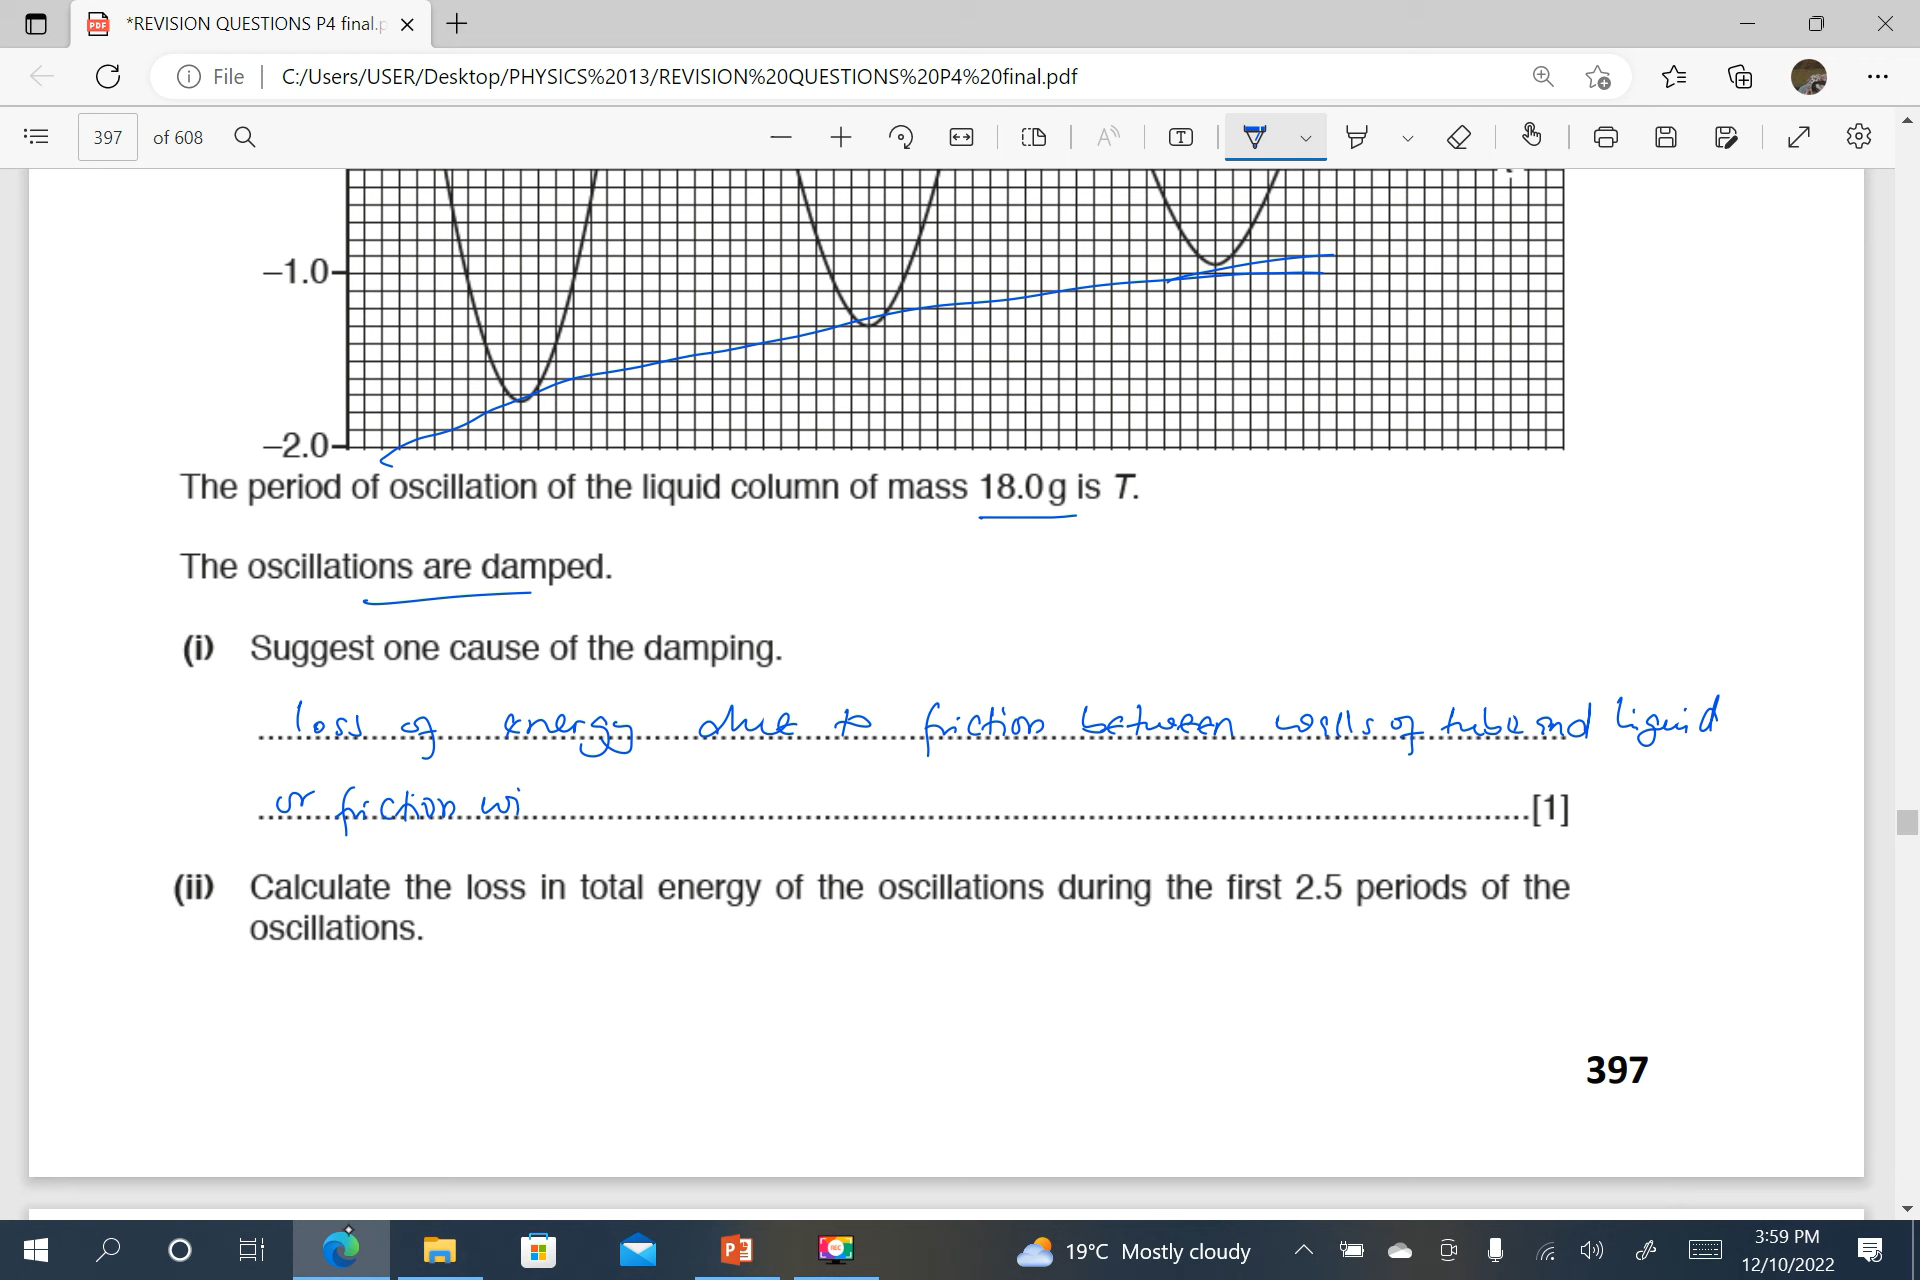 *REVISION QUESTIONS P4 final.p
File
C:/Users/USER/Desktop/PHYSICS%2013/REVISION%20QUESTIONS%20P4%20final.pdf
397 of 608
−1.0
−2.0
The period of oscillation of the liquid column of mass 18.0 g is T.
The oscillations are damped.
(i) Suggest one cause of the damping.
loss of energy due to friction between walls of tube and liquid
or friction wi [1]
(ii) Calculate the loss in total energy of the oscillations during the first 2.5 periods of the
oscillations.
397
19°C Mostly cloudy
3:59 PM
12/10/2022